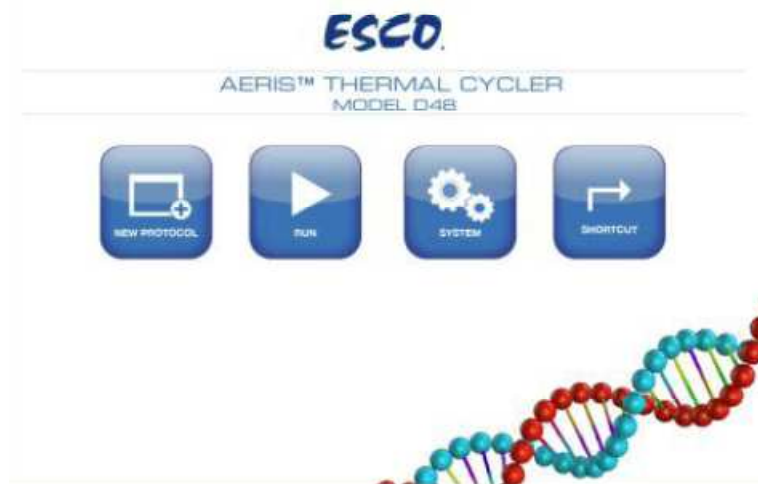 ESCO.
AERIS™ THERMAL CYCLER
MODEL D48
NEW PROTOCOL
RUN
SYSTEM
SHORTCUT